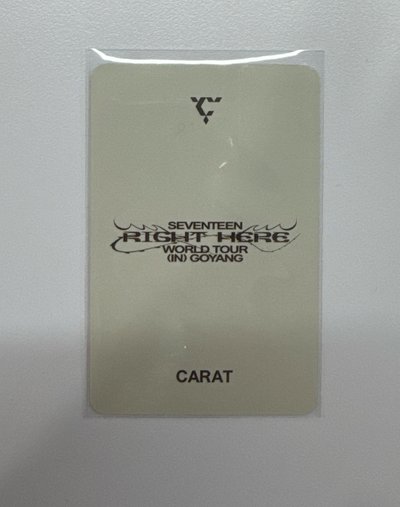 SEVENTEEN
RIGHT HERE
WORLD TOUR
(IN) GOYANG
CARAT